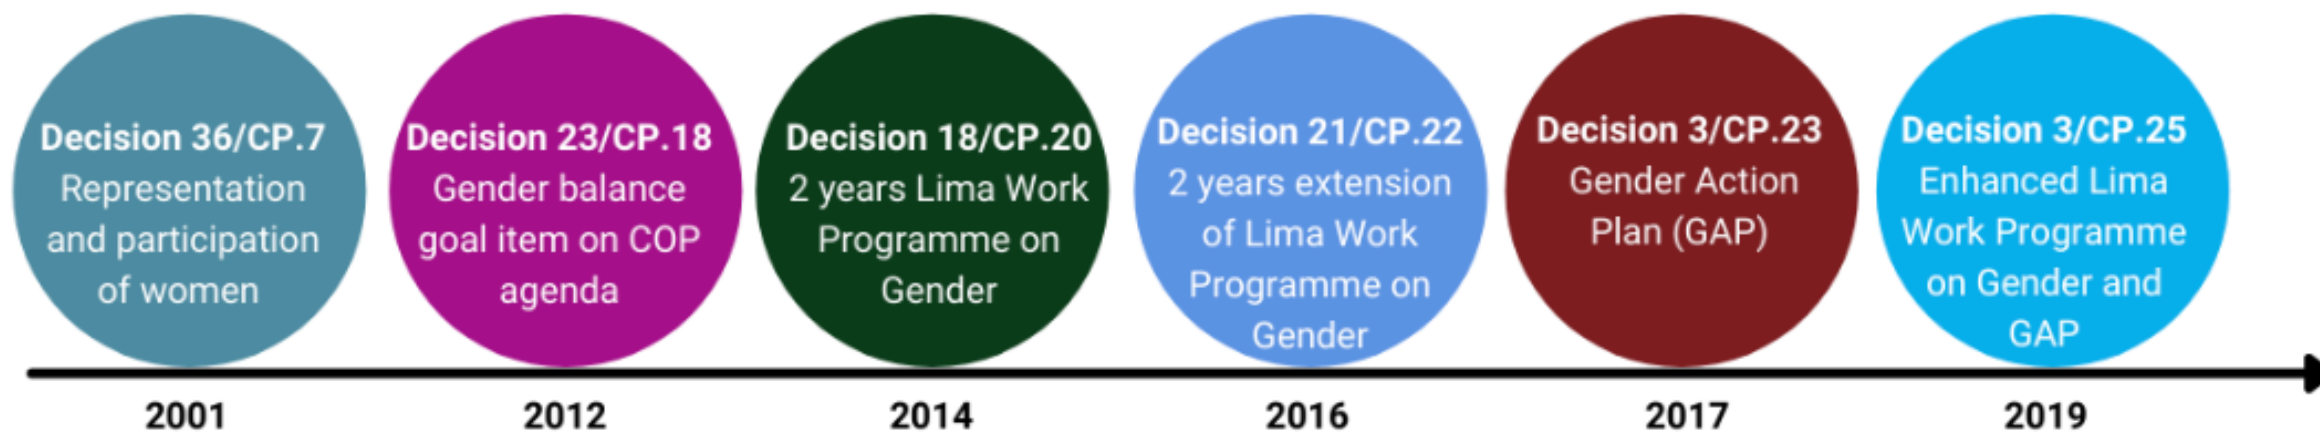 Decision 36/CP.7
Representation
and participation
of women
Decision 23/CP.18
Gender balance
goal item on COP
agenda
Decision 18/CP.20
2 years Lima Work
Programme on
Gender
Decision 21/CP.22
2 years extension
of Lima Work
Programme on
Gender
Decision 3/CP.23
Gender Action
Plan (GAP)
Decision 3/CP.25
Enhanced Lima
Work Programme
on Gender and
GAP
2001
2012
2014
2016
2017
2019